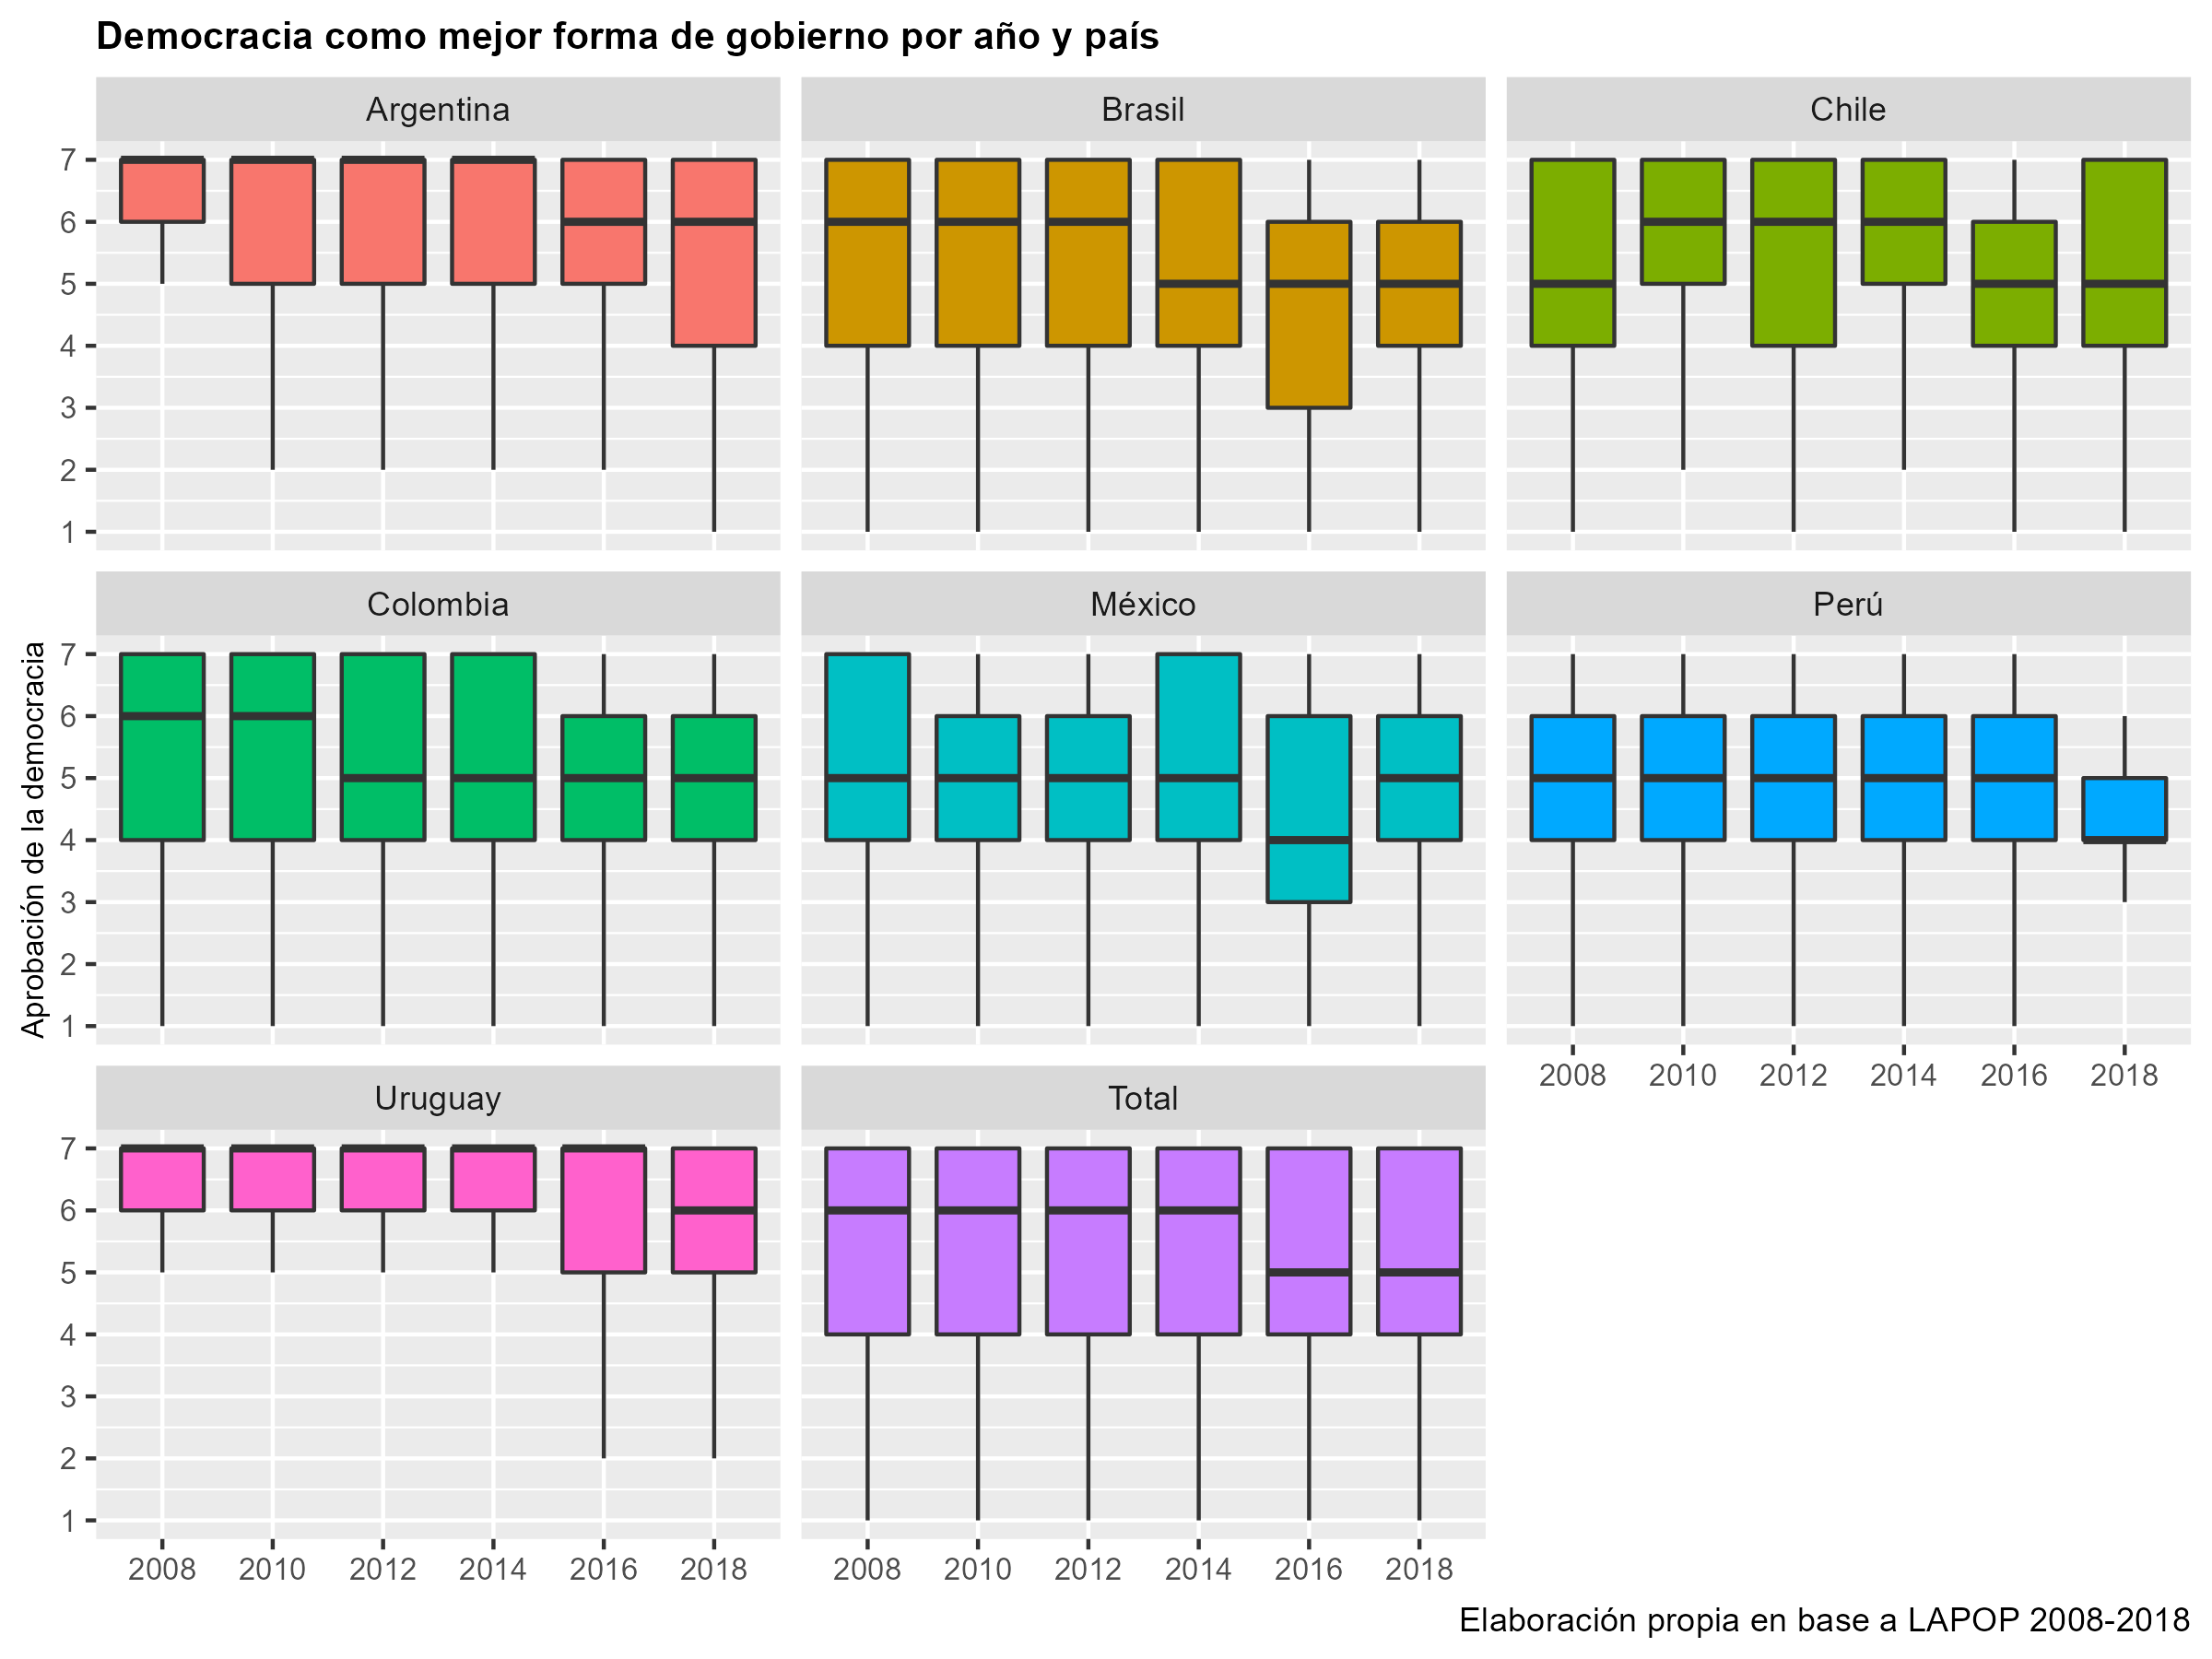 Democracia como mejor forma de gobierno por año y país
Argentina
Brasil
Chile
7
6
5
4
3
2
1
Colombia
México
Perú
Aprobación de la democracia
7
6
5
4
3
2
1
2008 2010 2012 2014 2016 2018
Uruguay
Total
7
6
5
4
3
2
1
2008 2010 2012 2014 2016 2018
2008 2010 2012 2014 2016 2018
Elaboración propia en base a LAPOP 2008-2018